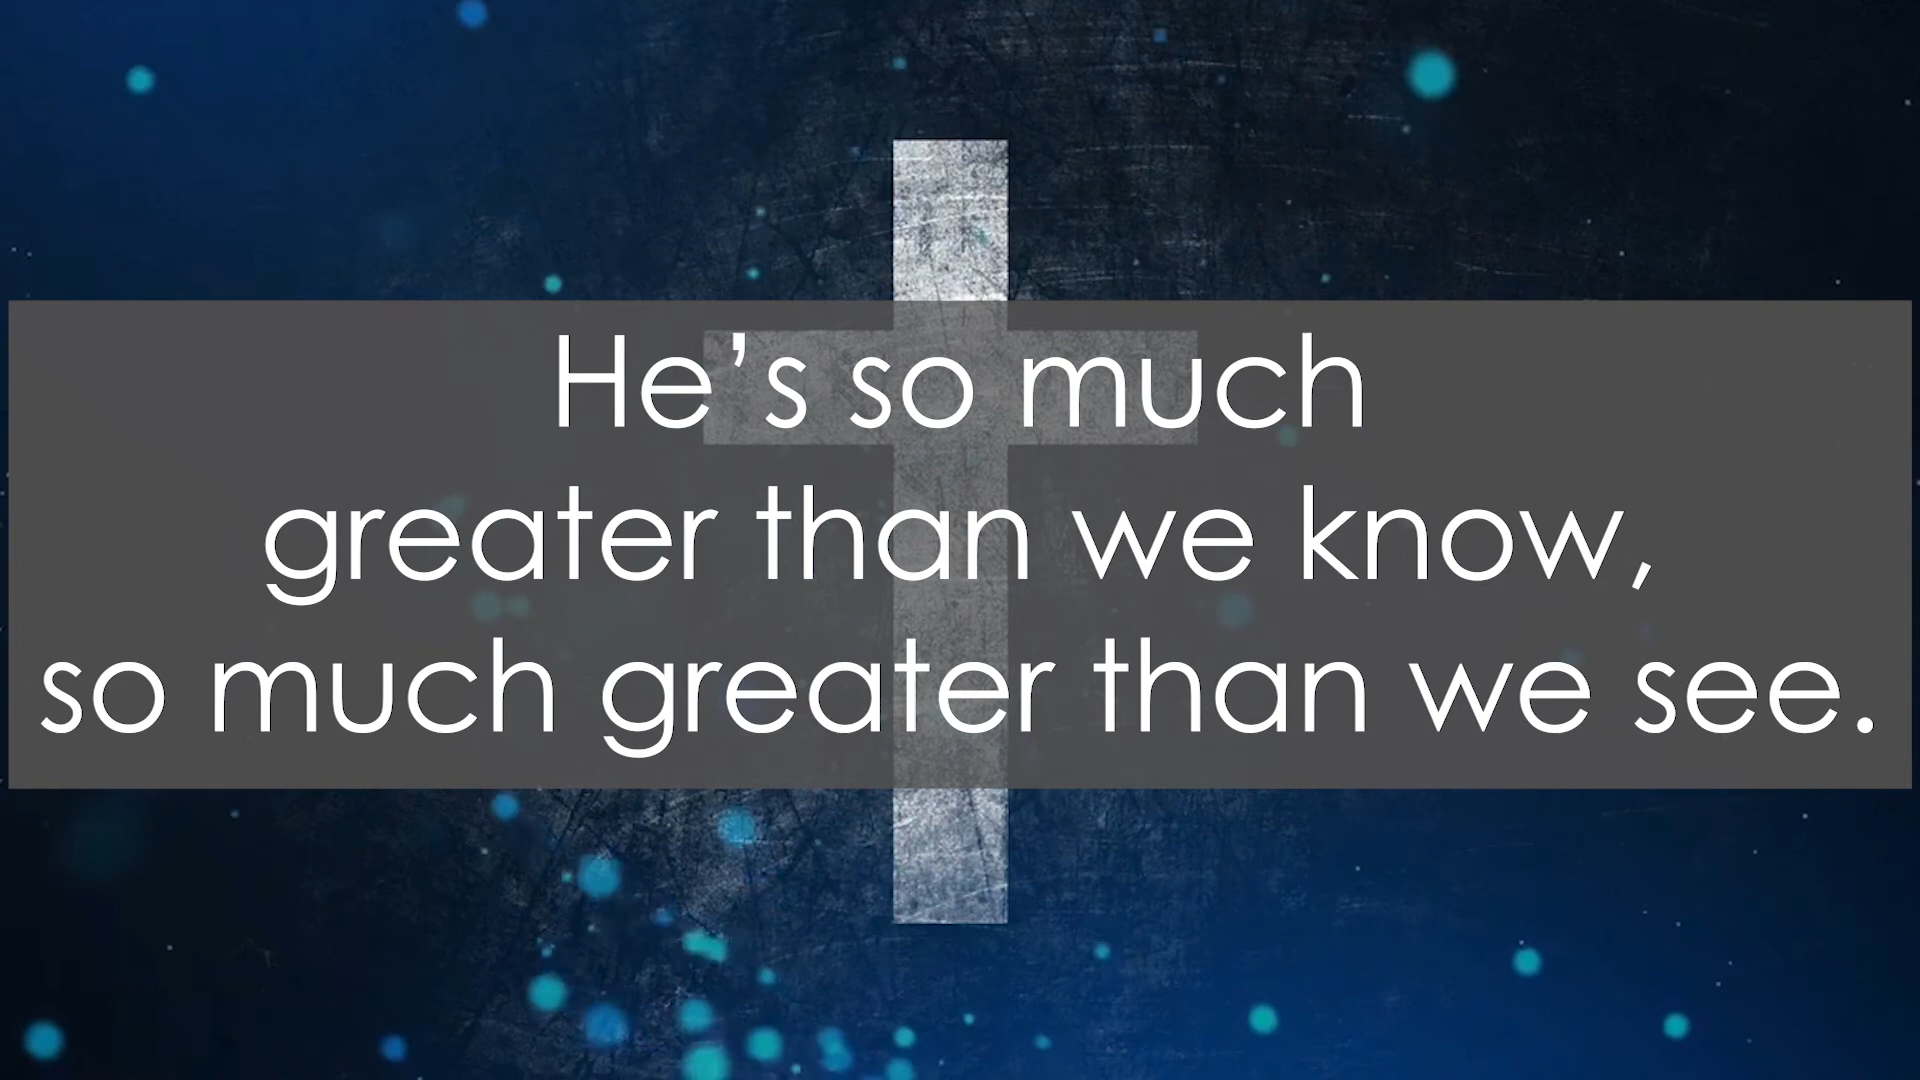 He’s so much
greater than we know,
so much greater than we see.